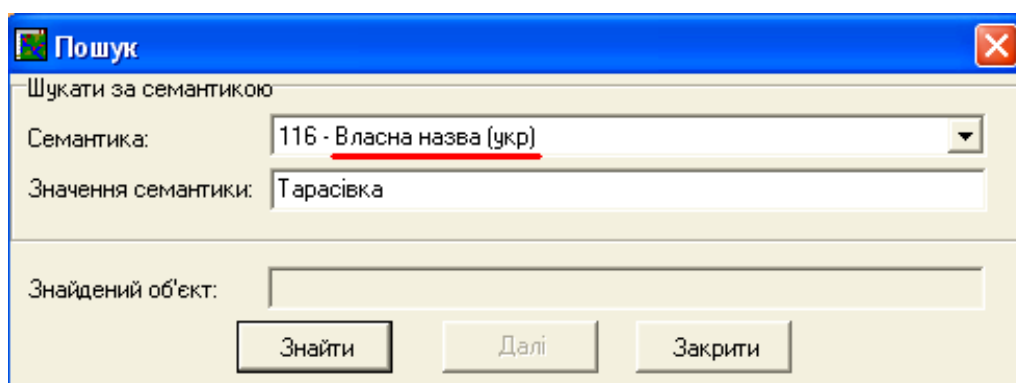 Пошук
Шукати за семантикою
Семантика: 116 - Власна назва (укр)
Значення семантики: Тарасівка
Знайдений об'єкт:
Знайти Далі Закрити